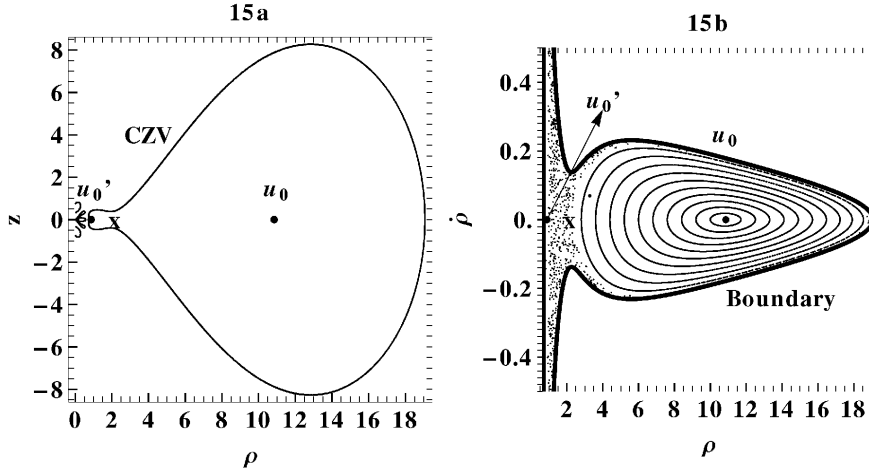 15a
8
6
4
2
0
−2
−4
−6
−8
z
CZV
u₀'
x
u₀
0 2 4 6 8 10 12 14 16 18
ρ
15b
0.4
0.2
0.
−0.2
−0.4
ρ̇
u₀'
u₀
x
Boundary
2 4 6 8 10 12 14 16 18
ρ